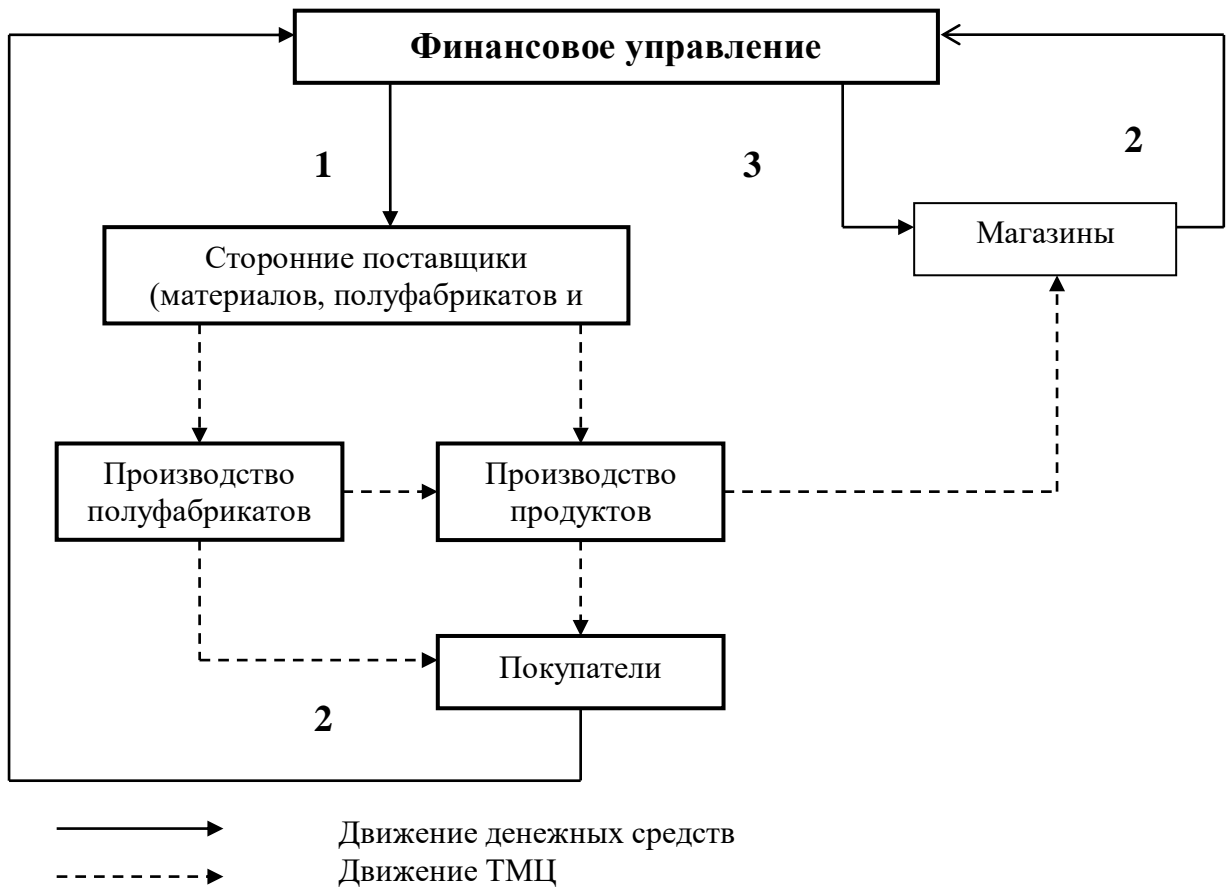 Финансовое управление
1
3
2
Магазины
Сторонние поставщики
(материалов, полуфабрикатов и
Производство
полуфабрикатов
Производство
продуктов
Покупатели
2
Движение денежных средств
Движение ТМЦ